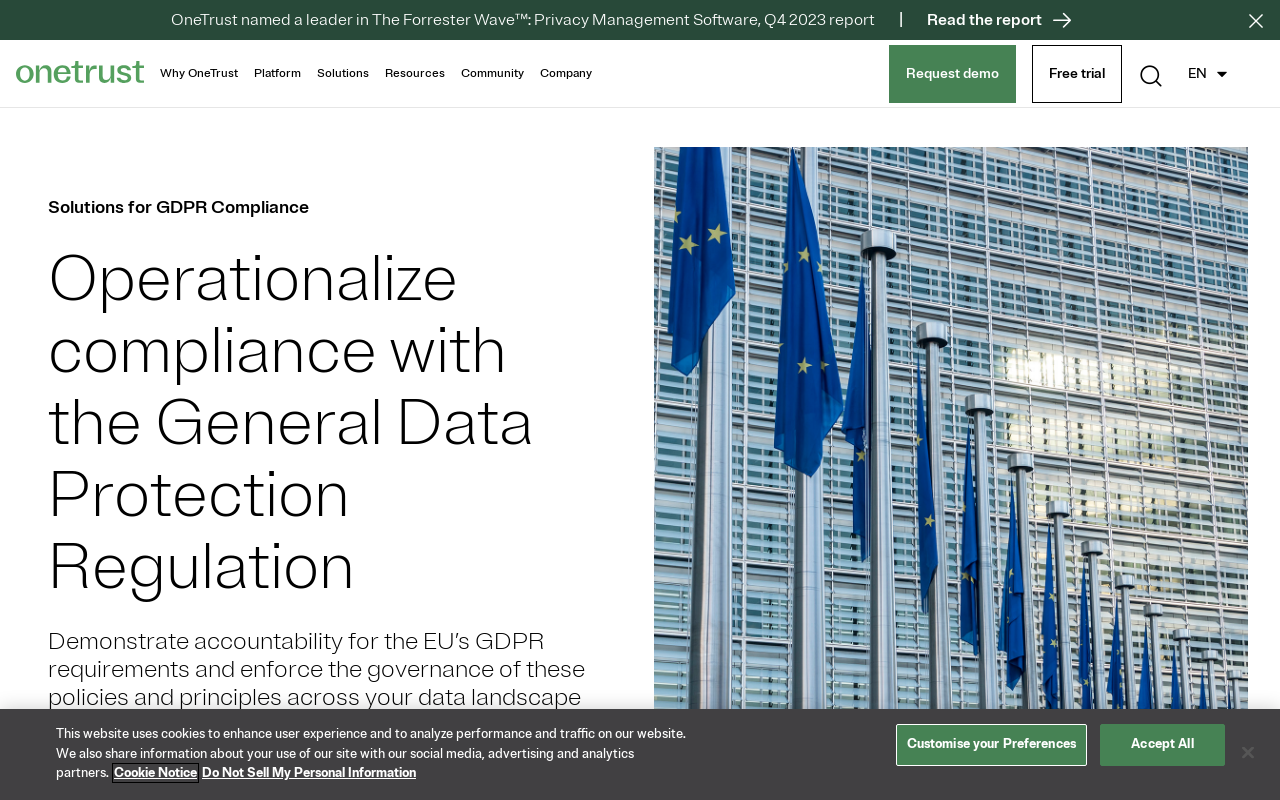 OneTrust named a leader in The Forrester Wave™: Privacy Management Software, Q4 2023 report | Read the report
onetrust Why OneTrust Platform Solutions Resources Community Company Request demo Free trial EN
Solutions for GDPR Compliance
Operationalize
compliance with
the General Data
Protection
Regulation
Demonstrate accountability for the EU’s GDPR
requirements and enforce the governance of these
policies and principles across your data landscape
This website uses cookies to enhance user experience and to analyze performance and traffic on our website.
We also share information about your use of our site with our social media, advertising and analytics
partners. Cookie Notice Do Not Sell My Personal Information
Customise your Preferences Accept All